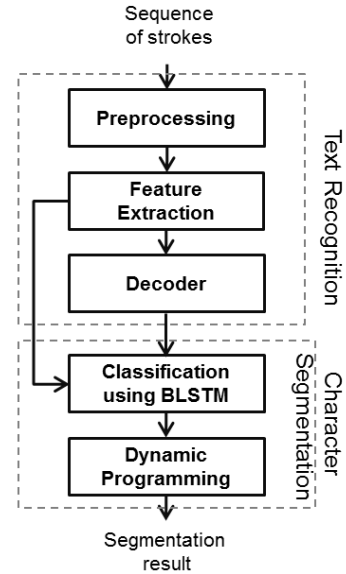 Sequence
of strokes
Preprocessing
Feature
Extraction
Decoder
Text Recognition
Classification
using BLSTM
Dynamic
Programming
Character
Segmentation
Segmentation
result